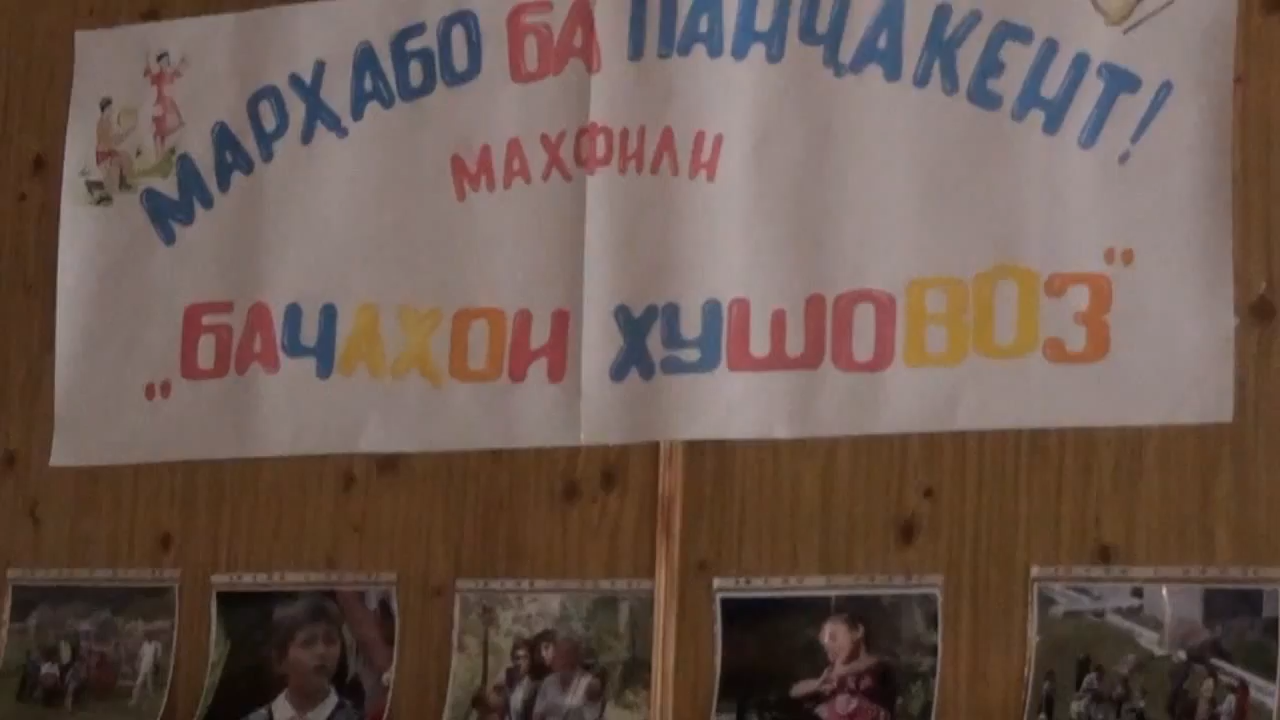 МАРҲАБО БА ПАНҶАКЕНТ!
МАХФИЛИ
„БАЧАҲОИ ХУШОВОЗ"